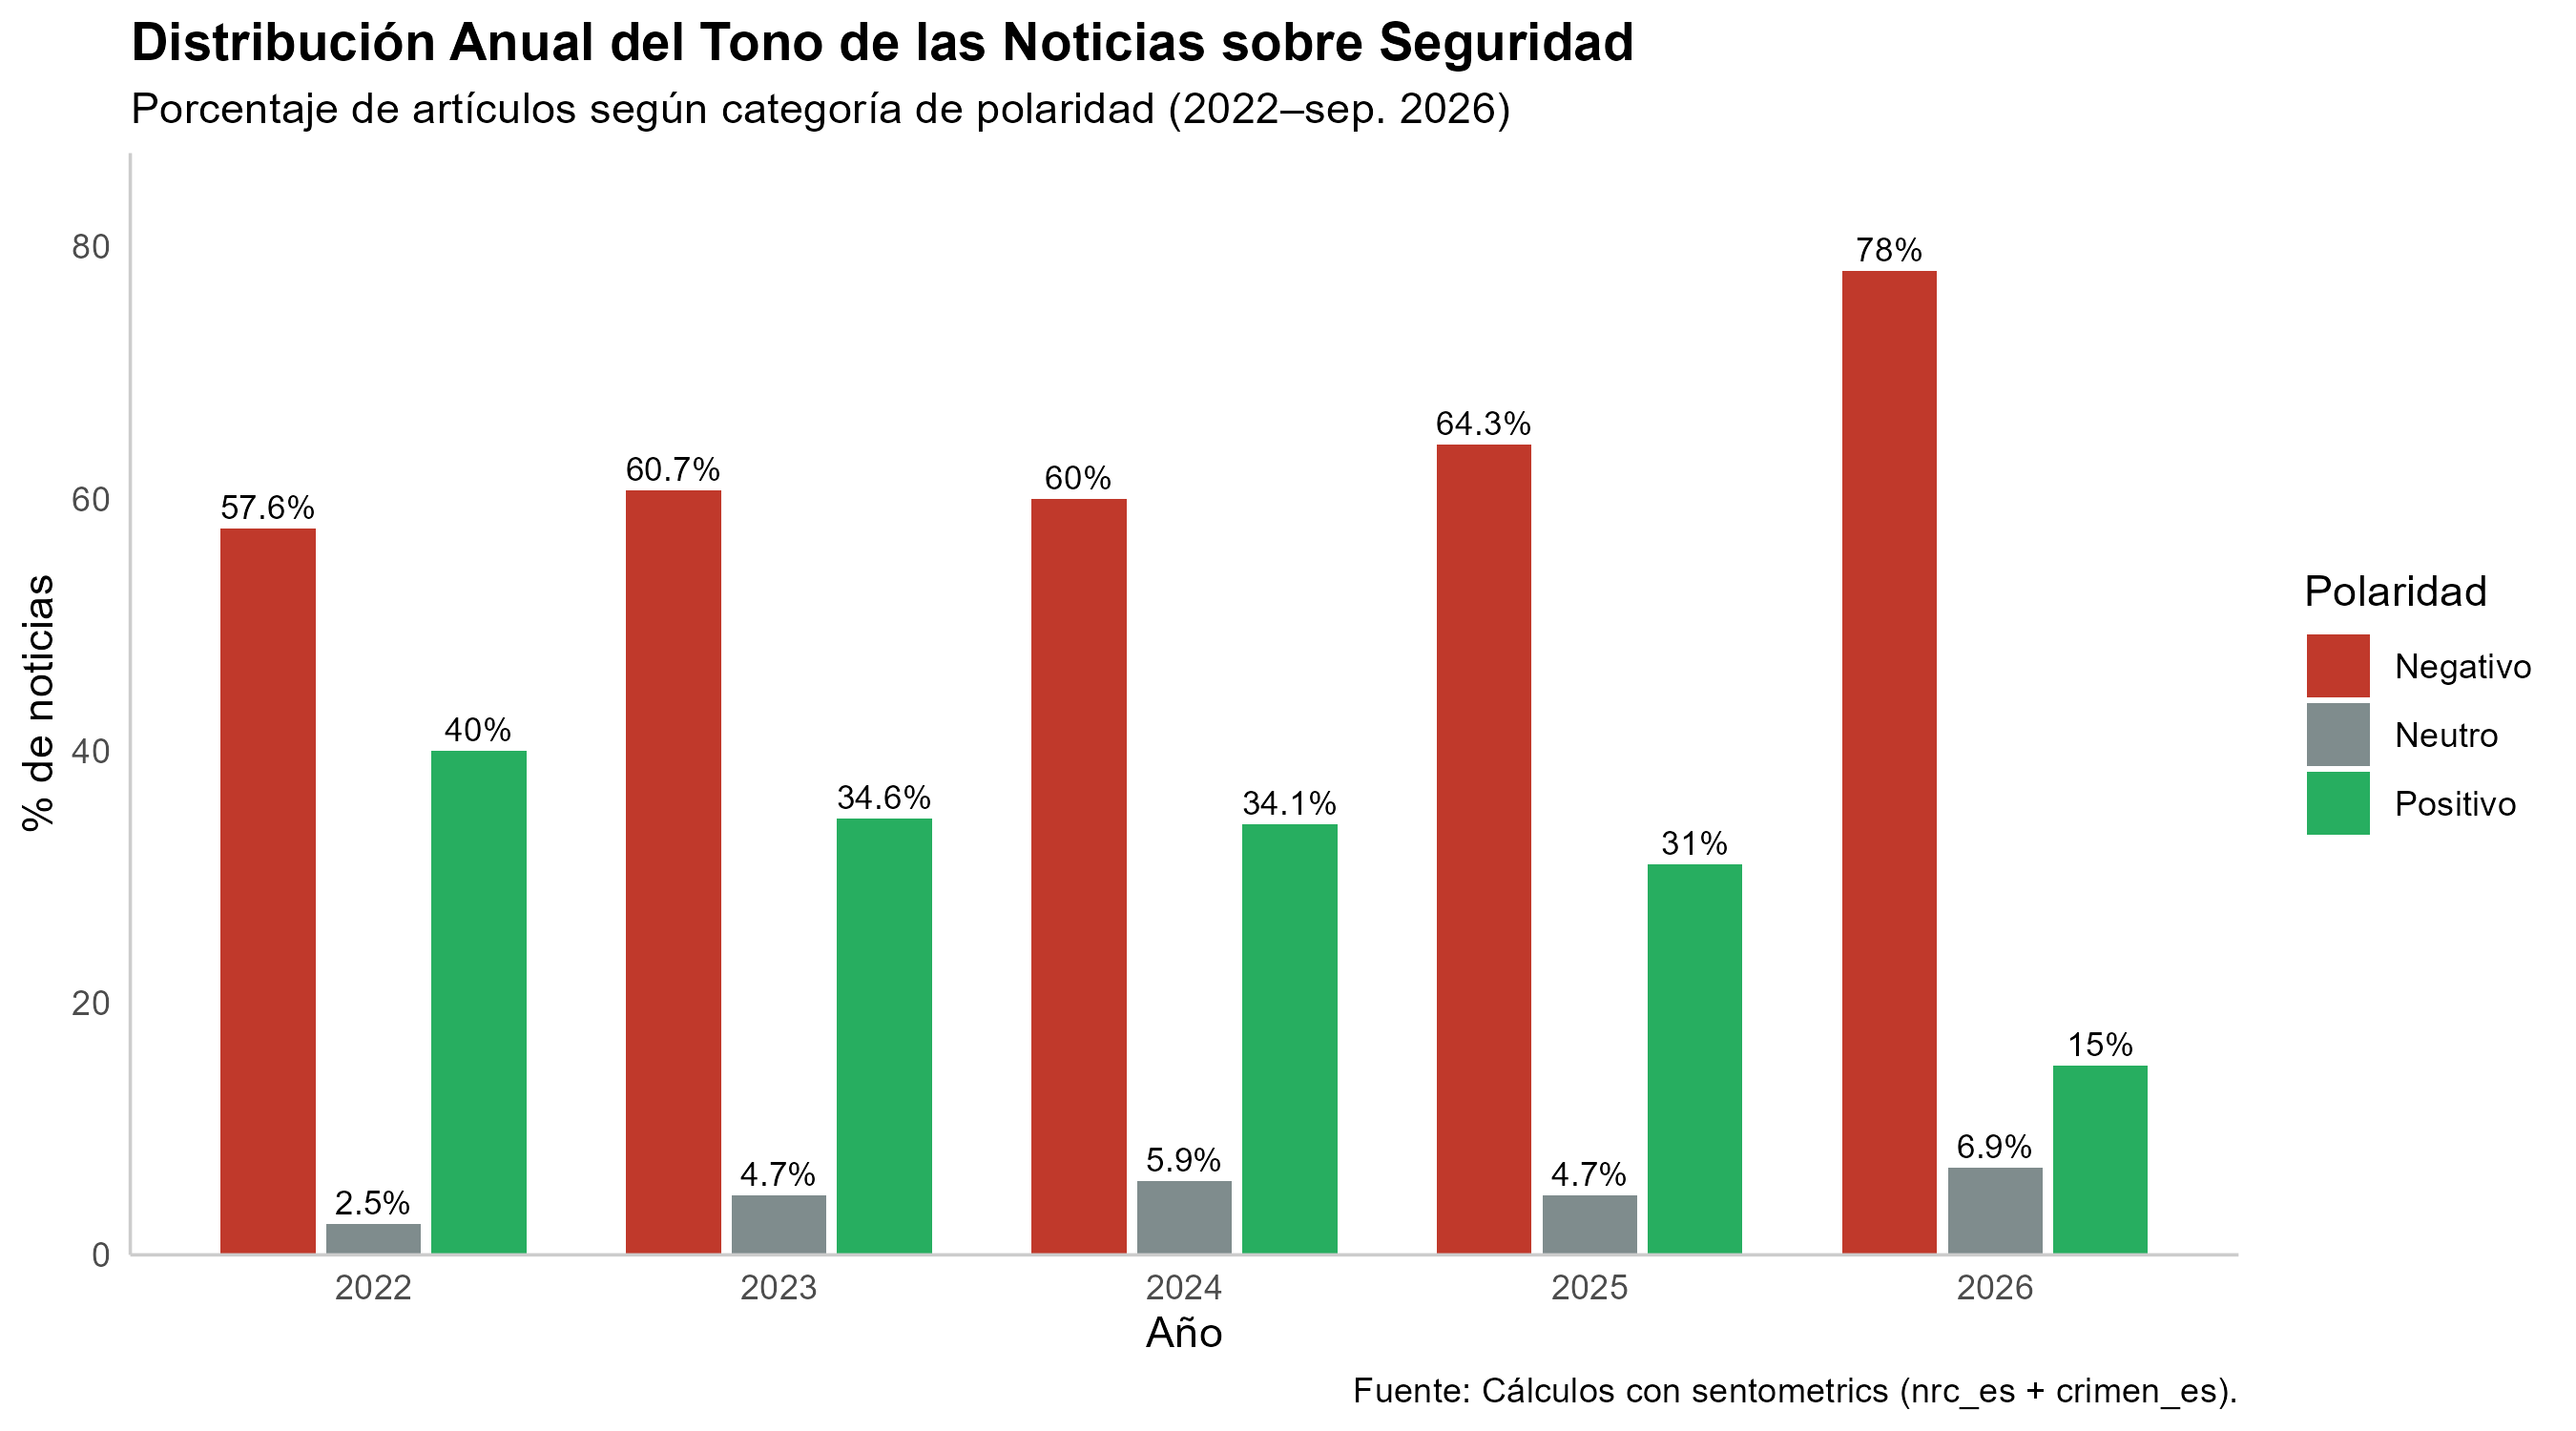 Distribución Anual del Tono de las Noticias sobre Seguridad
Porcentaje de artículos según categoría de polaridad (2022–sep. 2026)
% de noticias
80
60
40
20
0
57.6%
2.5%
40%
60.7%
4.7%
34.6%
60%
5.9%
34.1%
64.3%
4.7%
31%
78%
6.9%
15%
2022
2023
2024
2025
2026
Año
Polaridad
Negativo
Neutro
Positivo
Fuente: Cálculos con sentometrics (nrc_es + crimen_es).